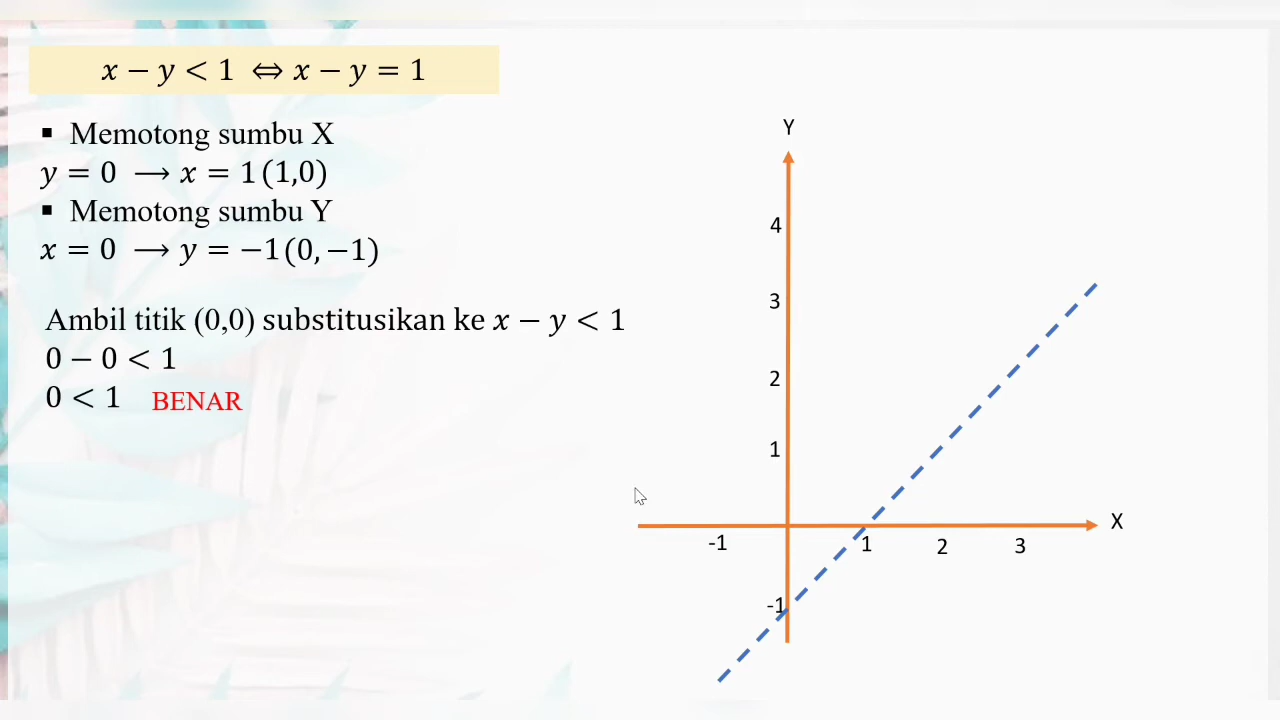 x − y < 1 ⇔ x − y = 1
▪ Memotong sumbu X
y = 0 ⟶ x = 1 (1,0)
▪ Memotong sumbu Y
x = 0 ⟶ y = −1 (0, −1)
Ambil titik (0,0) substitusikan ke x − y < 1
0 − 0 < 1
0 < 1 BENAR
Y
4
3
2
1
X
-1 1 2 3
-1